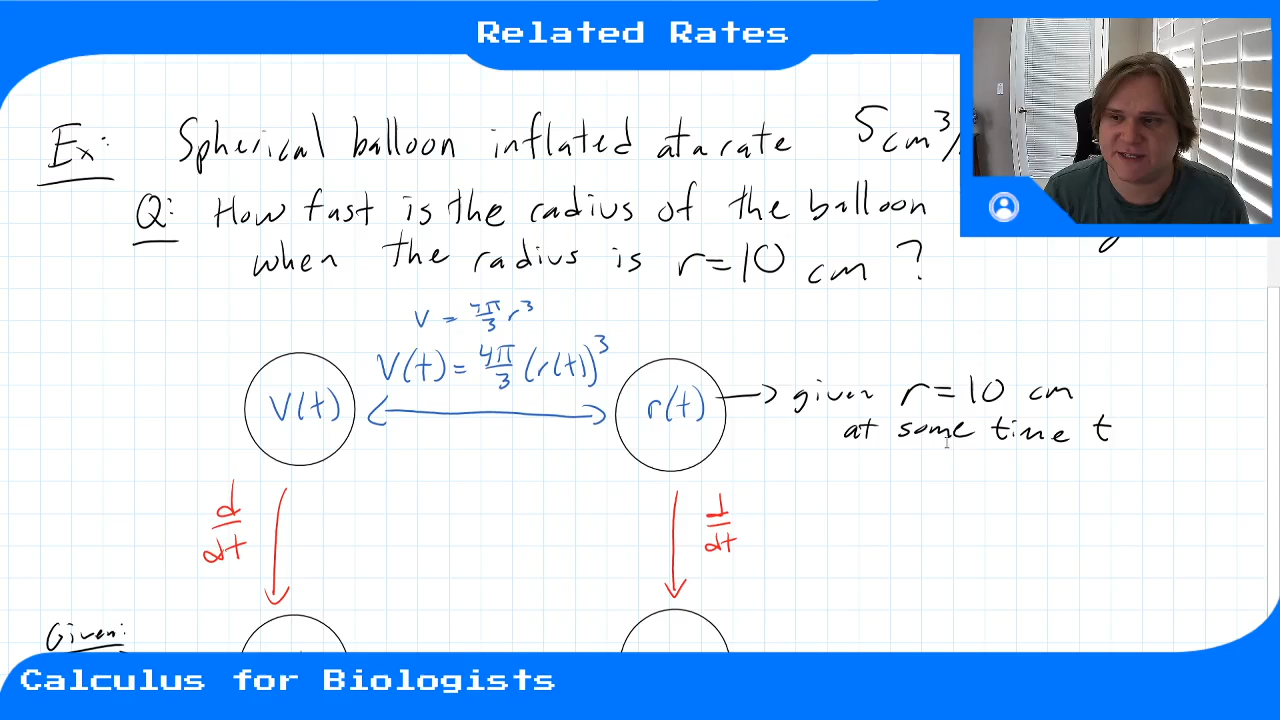 Related Rates
Ex: Spherical balloon inflated at a rate 5cm³/
Q: How fast is the radius of the balloon
when the radius is r=10 cm ?
V = 4π/3 r³
V(t) = 4π/3 (r(t))³
V(t)
r(t)
given r=10 cm
at some time t
d/dt
d/dt
Given:
Calculus for Biologists